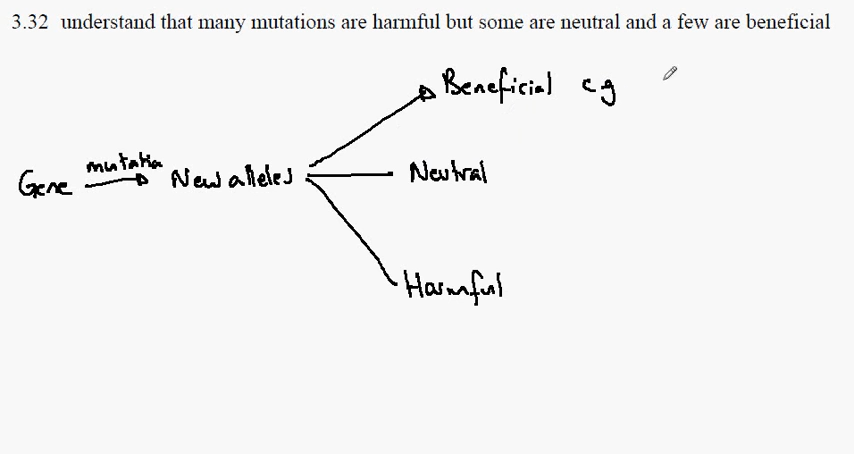 3.32 understand that many mutations are harmful but some are neutral and a few are beneficial
Beneficial eg
mutation
Gene New alleles Neutral
Harmful